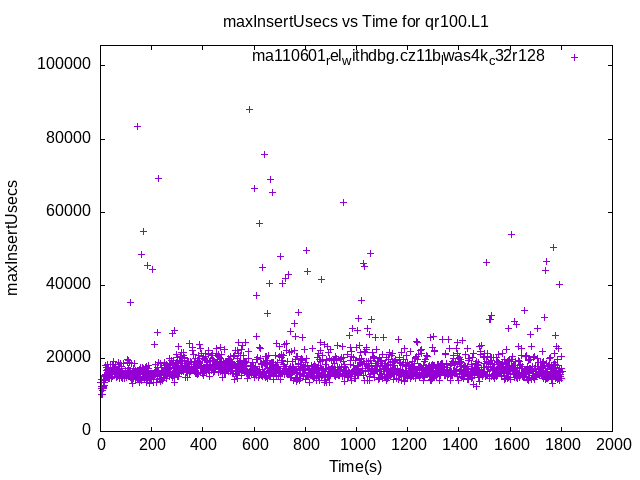 maxInsertUsecs vs Time for qr100.L1
ma110601_rel_withdbg.cz11b_lwas4k_c32r128
100000
80000
60000
40000
20000
0
maxInsertUsecs
0 200 400 600 800 1000 1200 1400 1600 1800 2000
Time(s)